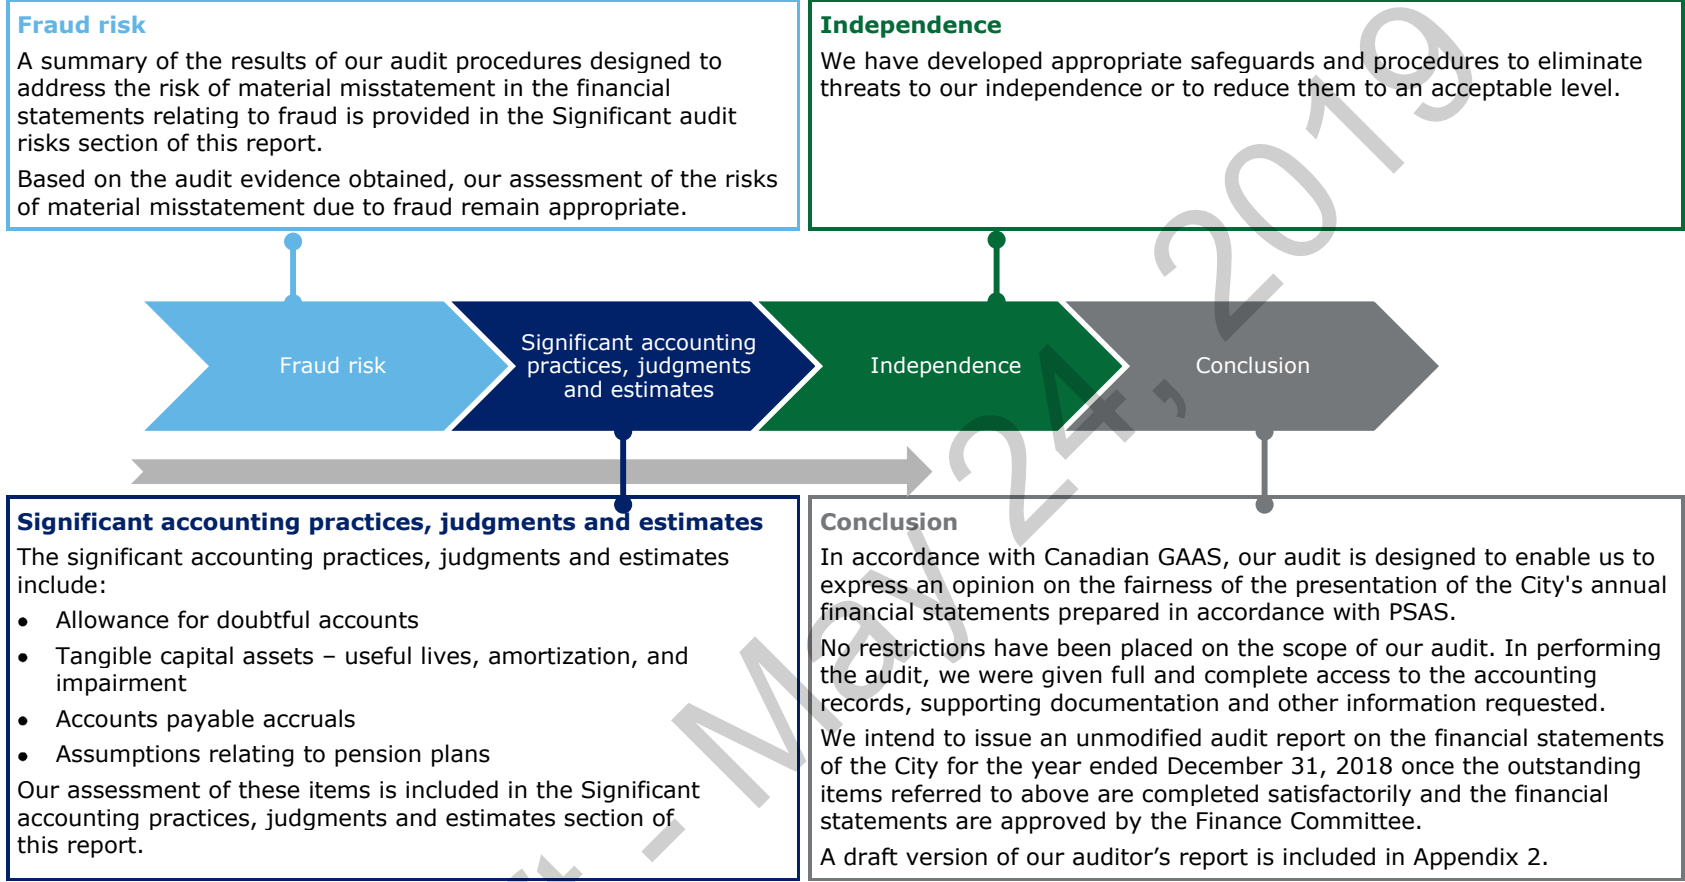 Fraud risk
A summary of the results of our audit procedures designed to
address the risk of material misstatement in the financial
statements relating to fraud is provided in the Significant audit
risks section of this report.
Based on the audit evidence obtained, our assessment of the risks
of material misstatement due to fraud remain appropriate.
Independence
We have developed appropriate safeguards and procedures to eliminate
threats to our independence or to reduce them to an acceptable level.
Fraud risk
Significant accounting
practices, judgments
and estimates
Independence
Conclusion
Significant accounting practices, judgments and estimates
The significant accounting practices, judgments and estimates
include:
• Allowance for doubtful accounts
• Tangible capital assets – useful lives, amortization, and
impairment
• Accounts payable accruals
• Assumptions relating to pension plans
Our assessment of these items is included in the Significant
accounting practices, judgments and estimates section of
this report.
Conclusion
In accordance with Canadian GAAS, our audit is designed to enable us to
express an opinion on the fairness of the presentation of the City's annual
financial statements prepared in accordance with PSAS.
No restrictions have been placed on the scope of our audit. In performing
the audit, we were given full and complete access to the accounting
records, supporting documentation and other information requested.
We intend to issue an unmodified audit report on the financial statements
of the City for the year ended December 31, 2018 once the outstanding
items referred to above are completed satisfactorily and the financial
statements are approved by the Finance Committee.
A draft version of our auditor’s report is included in Appendix 2.
- May 24, 2019